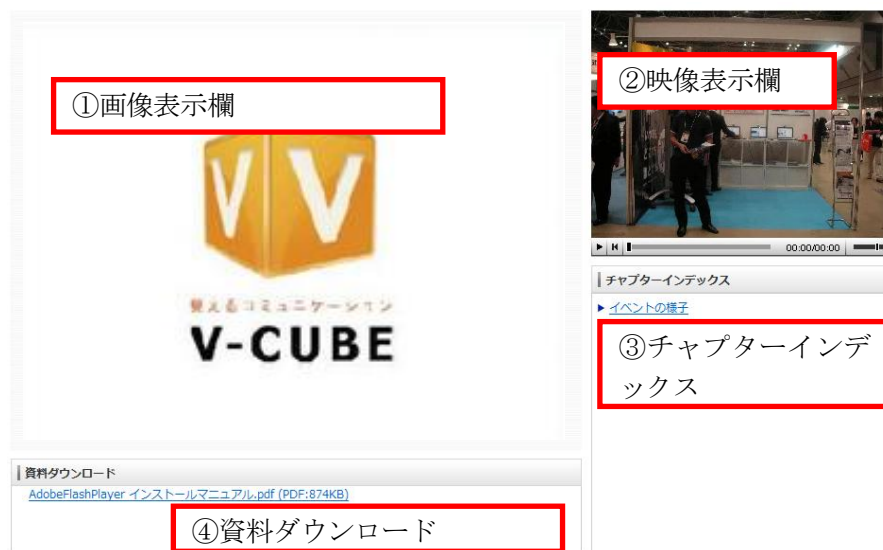 ①画像表示欄
V V
見えるコミュニケーション
V-CUBE
②映像表示欄
00:00/00:00
チャプターインデックス
イベントの様子
③チャプターインデ
ックス
資料ダウンロード
AdobeFlashPlayer インストールマニュアル.pdf (PDF:874KB)
④資料ダウンロード